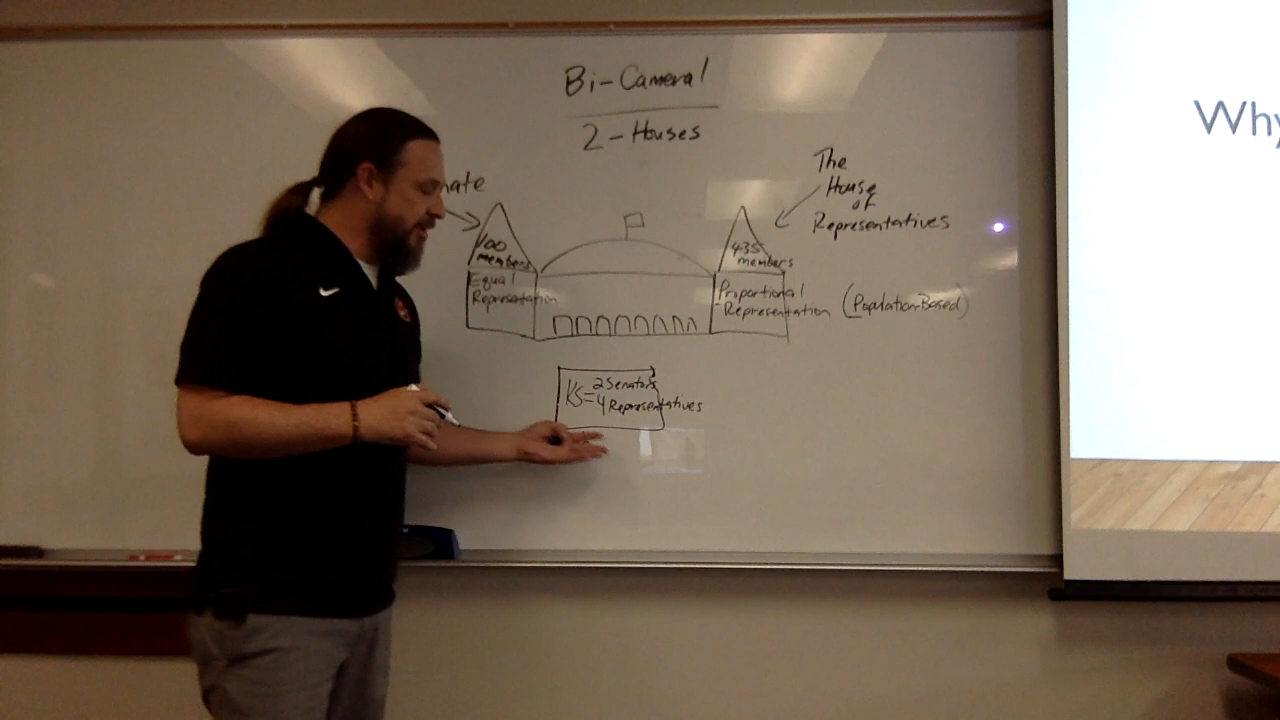 Bi-Cameral
2-Houses
nate
The
House
of
Representatives
100
members
435
members
Equal
Representation
Proportional
-Representation (Population-Based)
KS= 2 Senators
4 Representatives
Why